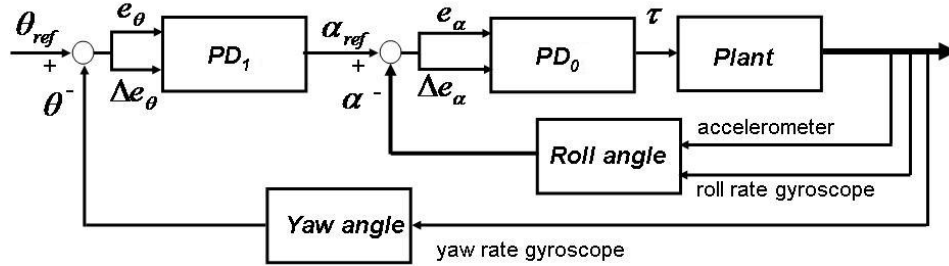 θref
+
θ
-
eθ
Δeθ
PD1
αref
+
α
-
eα
Δeα
PD0
τ
Plant
accelerometer
Roll angle
roll rate gyroscope
Yaw angle
yaw rate gyroscope